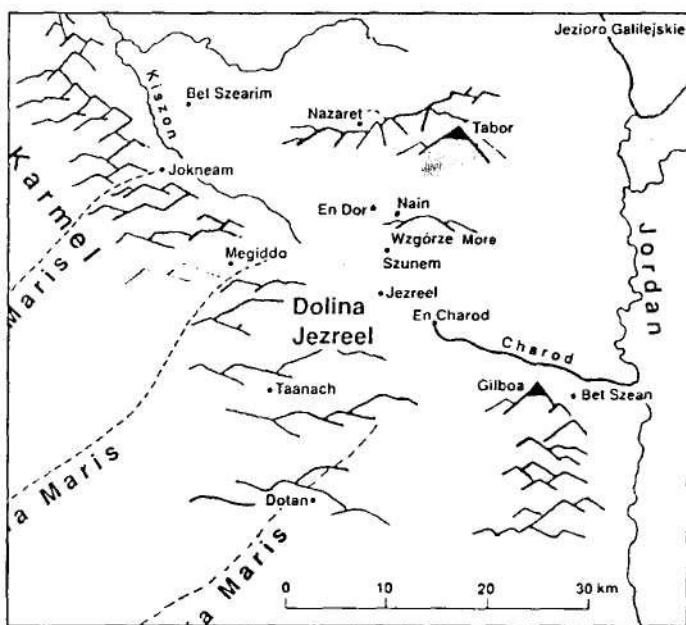 Jezioro Galilejskie
Kiszon
Bet Szearim
Nazaret
Tabor
Karmel
Jokneam
En Dor
Nain
Wzgórze More
Szunem
Megiddo
Maris
Jezreel
Dolina
Jezreel
En Charod
Charod
Jordan
Gilboa
Bet Szean
Taanach
Maris
Dotan
Maris
0 10 20 30 km